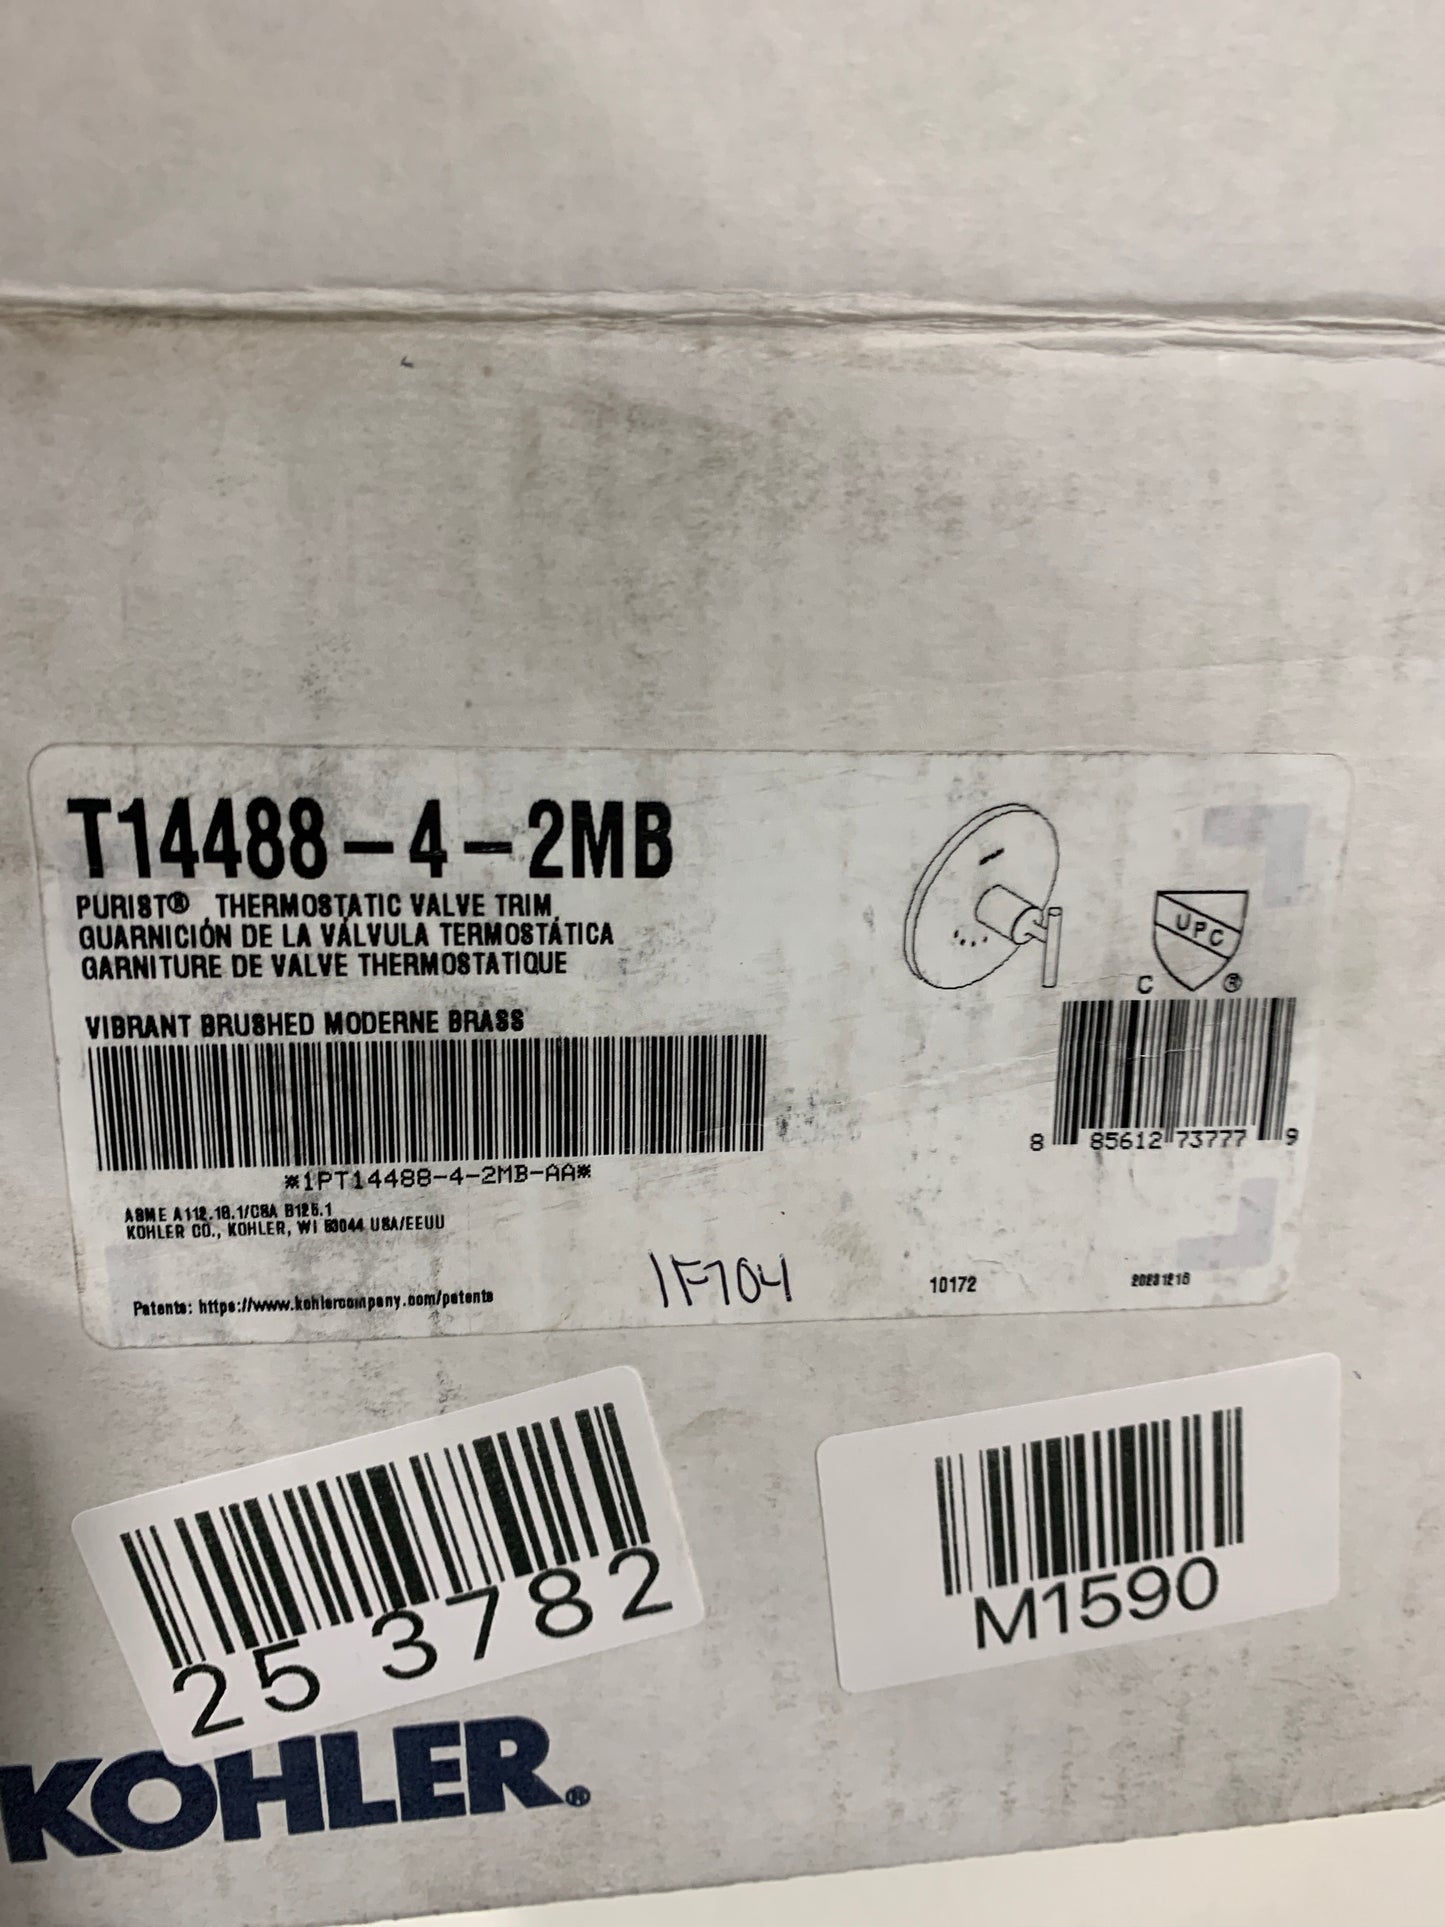 T14488-4-2MB
PURIST® THERMOSTATIC VALVE TRIM
GUARNICIÓN DE LA VÁLVULA TERMOSTÁTICA
GARNITURE DE VALVE THERMOSTATIQUE
VIBRANT BRUSHED MODERNE BRASS
*1PT14488-4-2MB-AA*
UPC
C ®
8 85612 73777 9
ASME A112.18.1/CSA B125.1
KOHLER CO., KOHLER, WI 53044 USA/EEUU
Patents: https://www.kohlercompany.com/patents
1F704
10172
20231218
25 3782
M1590
KOHLER®